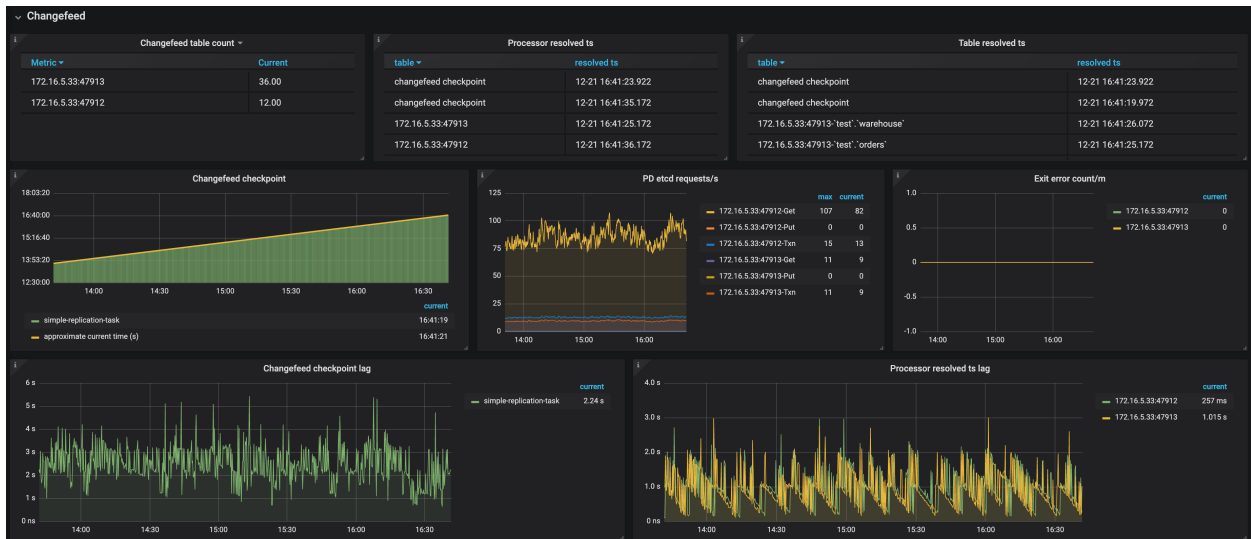 Changefeed
Changefeed table count
Metric Current
172.16.5.33:47913 36.00
172.16.5.33:47912 12.00
Processor resolved ts
table resolved ts
changefeed checkpoint 12-21 16:41:23.922
changefeed checkpoint 12-21 16:41:35.172
172.16.5.33:47913 12-21 16:41:25.172
172.16.5.33:47912 12-21 16:41:36.172
Table resolved ts
table resolved ts
changefeed checkpoint 12-21 16:41:23.922
changefeed checkpoint 12-21 16:41:19.972
172.16.5.33:47913-`test`.`warehouse` 12-21 16:41:26.072
172.16.5.33:47913-`test`.`orders` 12-21 16:41:25.172
Changefeed checkpoint
18:03:20
16:40:00
15:16:40
13:53:20
12:30:00
14:00 14:30 15:00 15:30 16:00 16:30
current
simple-replication-task 16:41:19
approximate current time (s) 16:41:21
PD etcd requests/s
125
100
75
50
25
0
14:00 15:00 16:00
max current
172.16.5.33:47912-Get 107 82
172.16.5.33:47912-Put 0 0
172.16.5.33:47912-Txn 15 13
172.16.5.33:47913-Get 11 9
172.16.5.33:47913-Put 0 0
172.16.5.33:47913-Txn 11 9
Exit error count/m
1.0
0.5
0
-0.5
-1.0
14:00 15:00 16:00
current
172.16.5.33:47912 0
172.16.5.33:47913 0
Changefeed checkpoint lag
6 s
5 s
4 s
3 s
2 s
1 s
0 ns
14:00 14:30 15:00 15:30 16:00 16:30
current
simple-replication-task 2.24 s
Processor resolved ts lag
4.0 s
3.0 s
2.0 s
1.0 s
0 ns
14:00 14:30 15:00 15:30 16:00 16:30
current
172.16.5.33:47912 257 ms
172.16.5.33:47913 1.015 s